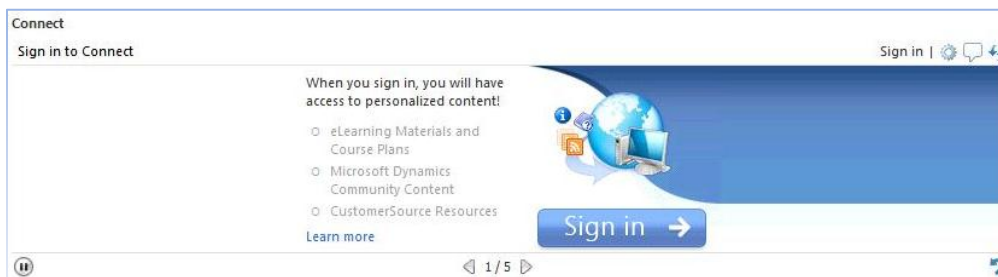 Connect
Sign in to Connect
Sign in |
When you sign in, you will have
access to personalized content!
eLearning Materials and
Course Plans
Microsoft Dynamics
Community Content
CustomerSource Resources
Learn more
Sign in
1/5